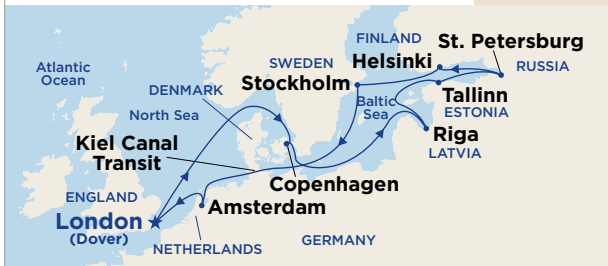 FINLAND
St. Petersburg
Helsinki
SWEDEN
RUSSIA
Atlantic
Ocean
Stockholm
DENMARK
Tallinn
Baltic
Sea
ESTONIA
North Sea
Riga
Kiel Canal
Transit
LATVIA
Copenhagen
ENGLAND
London
(Dover)
Amsterdam
GERMANY
NETHERLANDS